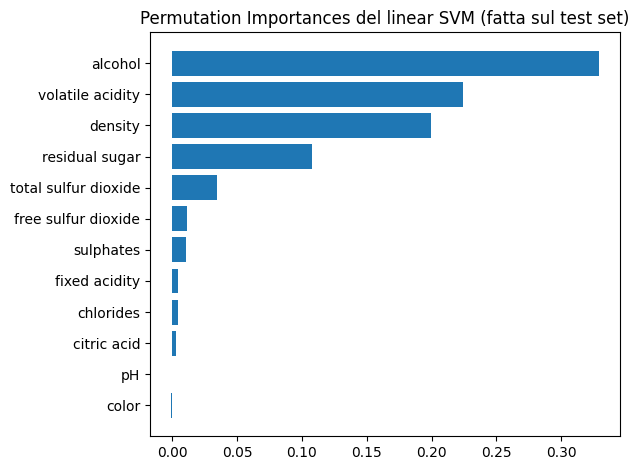 Permutation Importances del linear SVM (fatta sul test set)
alcohol
volatile acidity
density
residual sugar
total sulfur dioxide
free sulfur dioxide
sulphates
fixed acidity
chlorides
citric acid
pH
color
0.00 0.05 0.10 0.15 0.20 0.25 0.30